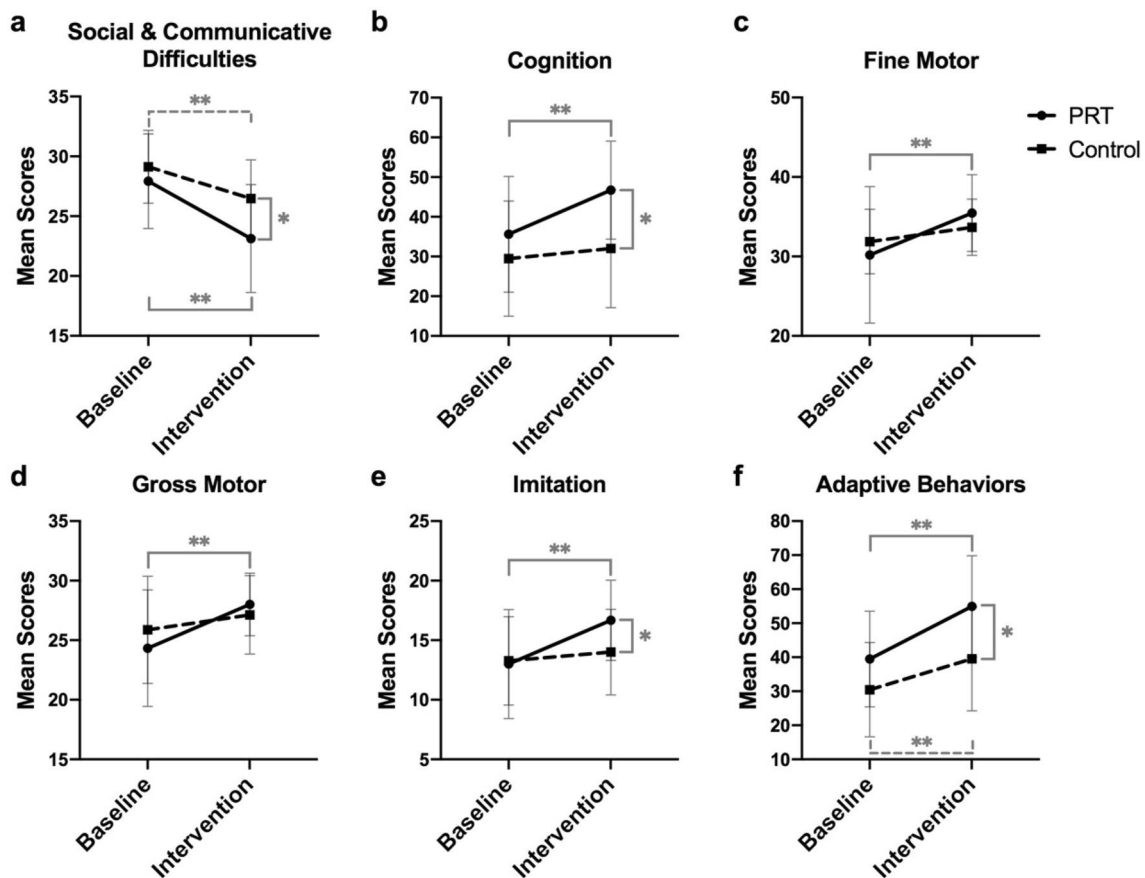 a
Social & Communicative
Difficulties
Mean Scores
35
30
25
20
15
**
*
**
Baseline
Intervention
b
Cognition
Mean Scores
70
60
50
40
30
20
10
**
*
Baseline
Intervention
c
Fine Motor
Mean Scores
50
40
30
20
**
Baseline
Intervention
PRT
Control
d
Gross Motor
Mean Scores
35
30
25
20
15
**
Baseline
Intervention
e
Imitation
Mean Scores
25
20
15
10
5
**
*
Baseline
Intervention
f
Adaptive Behaviors
Mean Scores
80
70
60
50
40
30
20
10
**
*
**
Baseline
Intervention